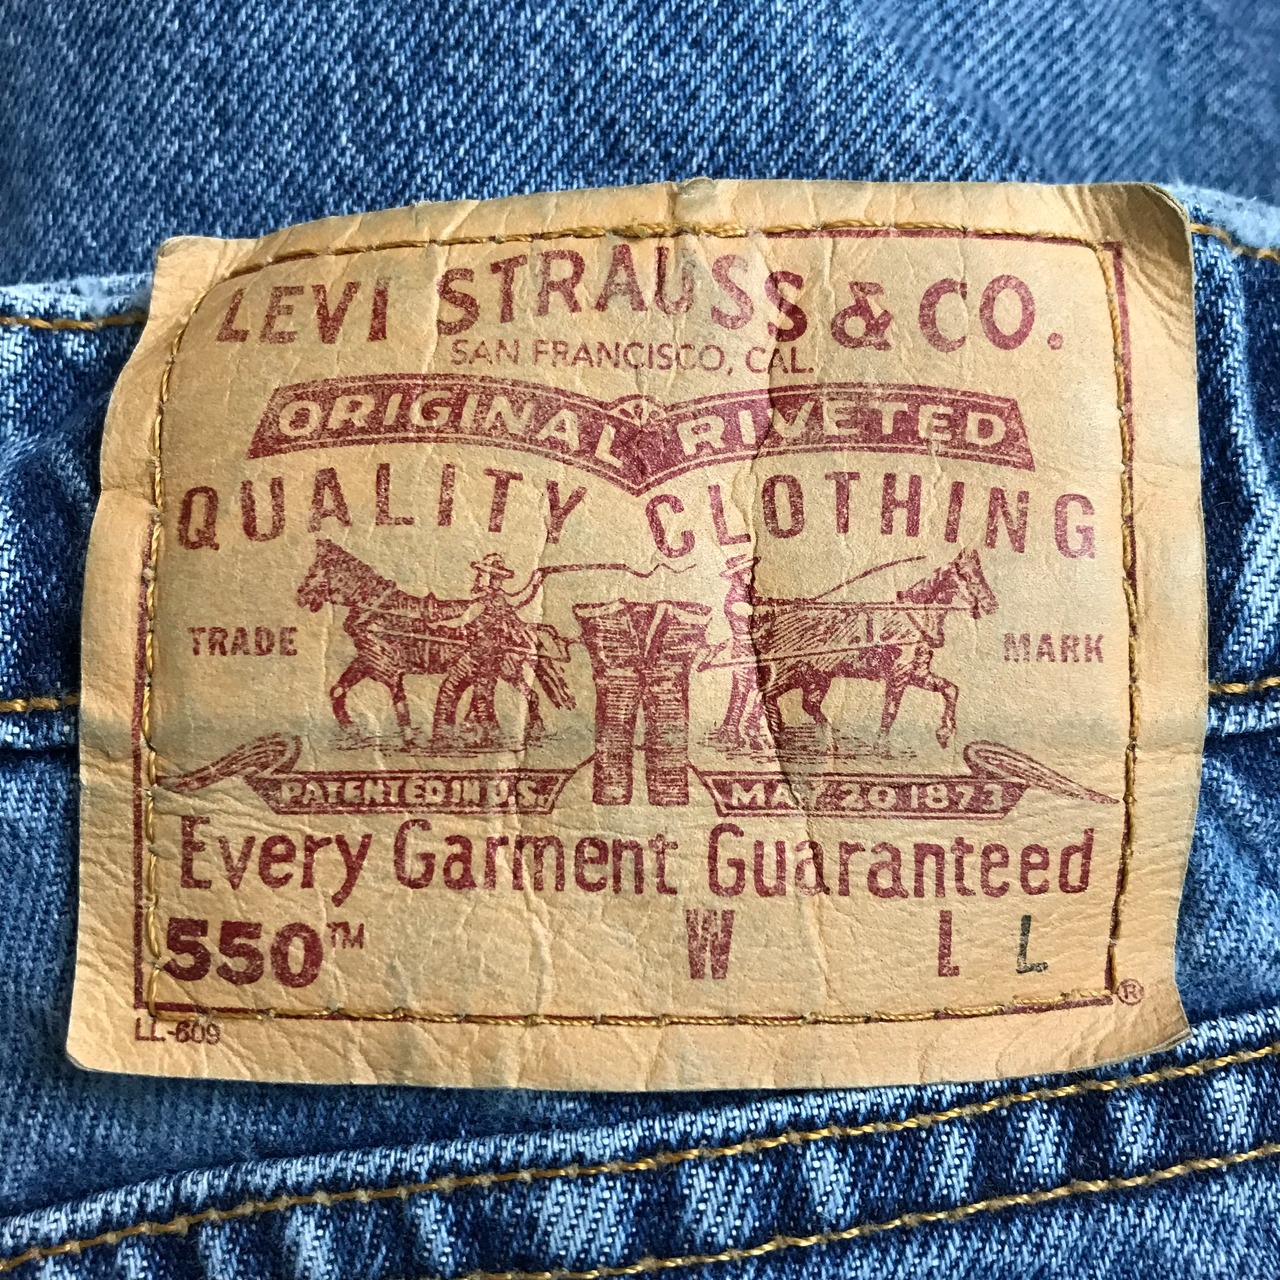 LEVI STRAUSS & CO.
SAN FRANCISCO, CAL.
ORIGINAL RIVETED
QUALITY CLOTHING
TRADE MARK
PATENTED IN U.S. MAY 20 1873
Every Garment Guaranteed
550™ W L L
®
LL-609